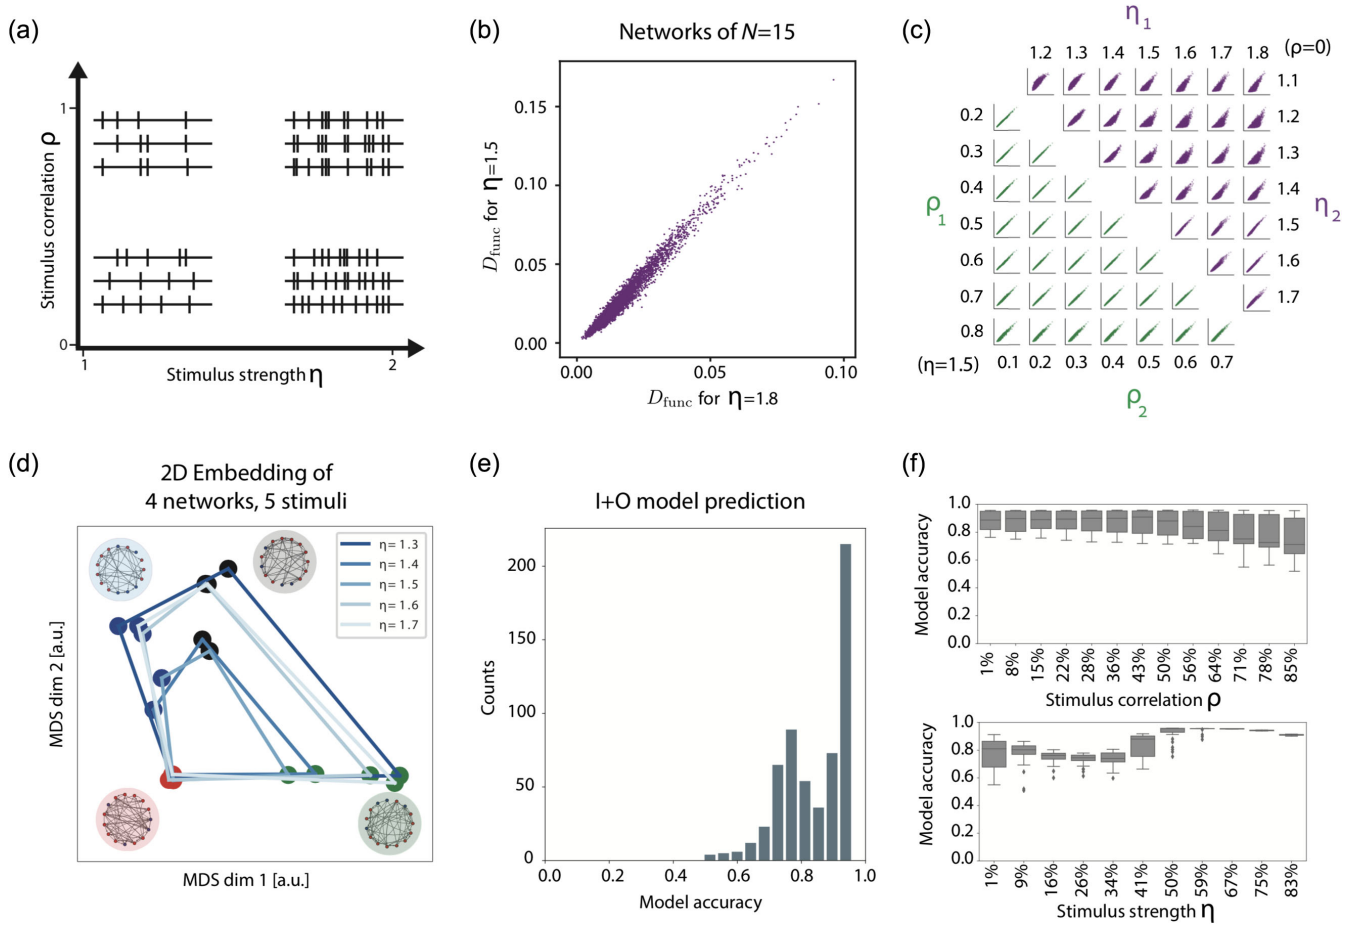 (a)
Stimulus correlation ρ
1
0
1
2
Stimulus strength η
(b)
Networks of N=15
D_func for η=1.5
0.15
0.10
0.05
0.00
0.00
0.05
0.10
D_func for η=1.8
(c)
η₁
1.2 1.3 1.4 1.5 1.6 1.7 1.8 (ρ=0)
1.1
0.2 1.2
0.3 1.3
0.4 1.4
ρ₁ η₂
0.5 1.5
0.6 1.6
0.7 1.7
0.8
(η=1.5) 0.1 0.2 0.3 0.4 0.5 0.6 0.7
ρ₂
(d)
2D Embedding of
4 networks, 5 stimuli
η=1.3
η=1.4
η=1.5
η=1.6
η=1.7
MDS dim 2 [a.u.]
MDS dim 1 [a.u.]
(e)
I+O model prediction
Counts
200
150
100
50
0
0.0 0.2 0.4 0.6 0.8 1.0
Model accuracy
(f)
Model accuracy
1.0
0.8
0.6
0.4
0.2
0.0
1% 8% 15% 22% 28% 36% 43% 50% 56% 64% 71% 78% 85%
Stimulus correlation ρ
Model accuracy
1.0
0.8
0.6
0.4
0.2
0.0
1% 9% 16% 26% 34% 41% 50% 59% 67% 75% 83%
Stimulus strength η